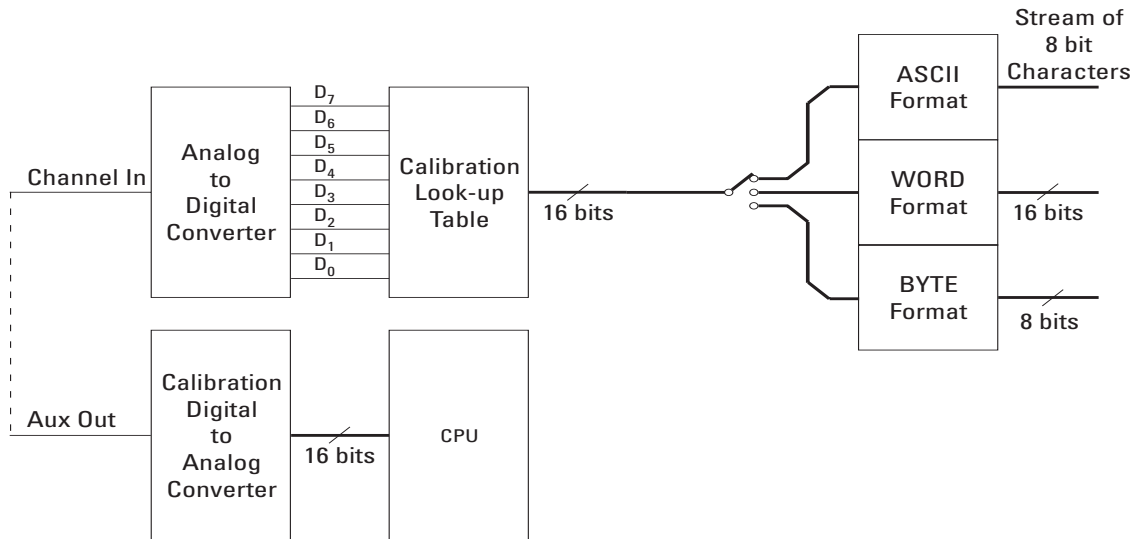 Stream of
8 bit
Characters
ASCII
Format
D7
D6
D5
D4
D3
D2
D1
D0
Analog
to
Digital
Converter
Calibration
Look-up
Table
Channel In
16 bits
WORD
Format
16 bits
BYTE
Format
8 bits
Calibration
Digital
to
Analog
Converter
Aux Out
16 bits
CPU